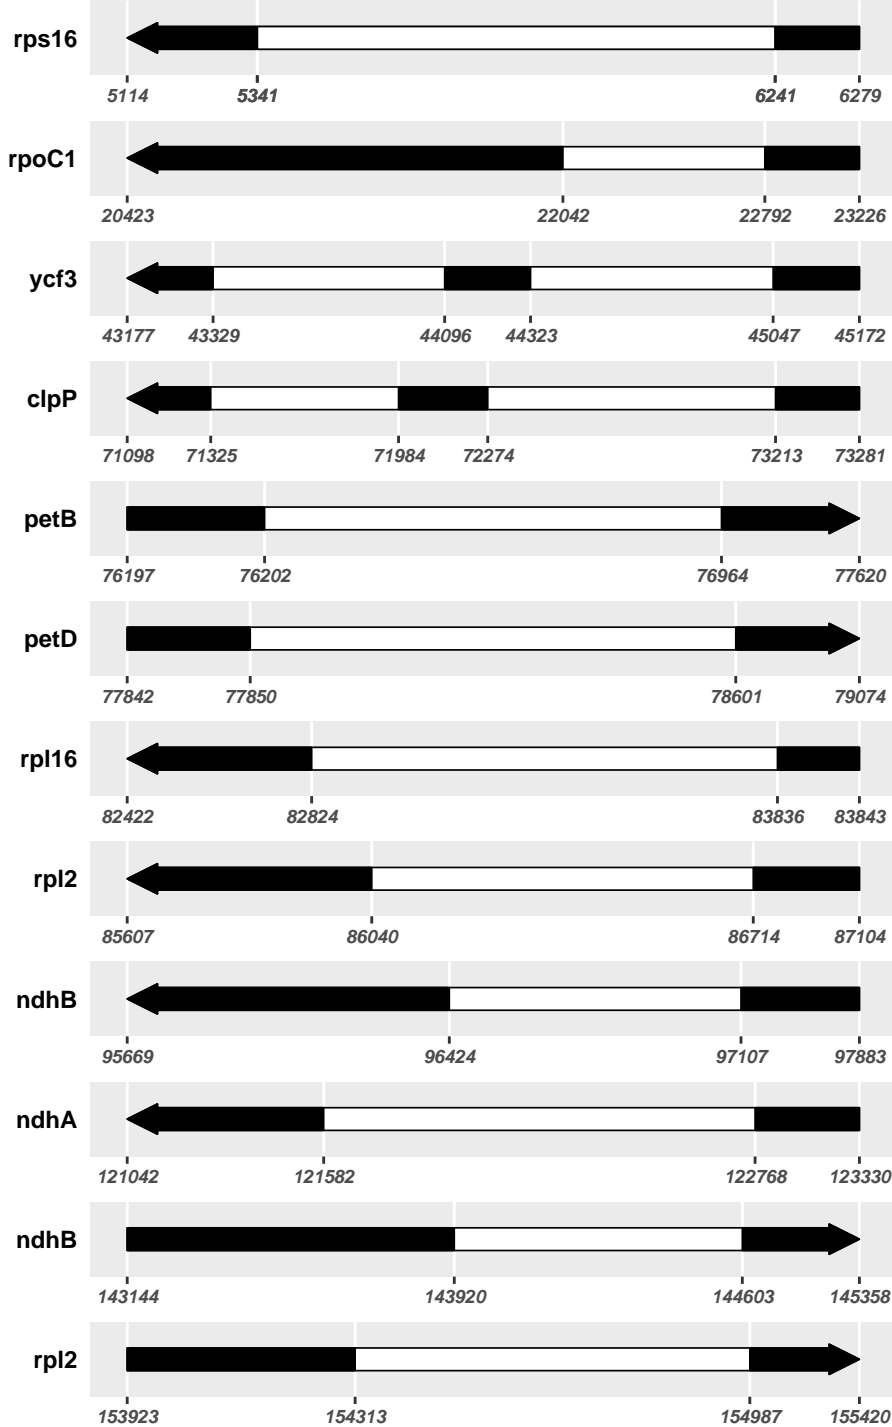 rps16
5114 5341 6241 6279
rpoC1
20423 22042 22792 23226
ycf3
43177 43329 44096 44323 45047 45172
clpP
71098 71325 71984 72274 73213 73281
petB
76197 76202 76964 77620
petD
77842 77850 78601 79074
rpl16
82422 82824 83836 83843
rpl2
85607 86040 86714 87104
ndhB
95669 96424 97107 97883
ndhA
121042 121582 122768 123330
ndhB
143144 143920 144603 145358
rpl2
153923 154313 154987 155420